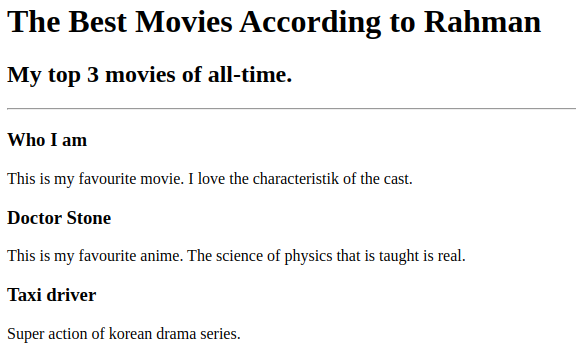 The Best Movies According to Rahman
My top 3 movies of all-time.
Who I am
This is my favourite movie. I love the characteristik of the cast.
Doctor Stone
This is my favourite anime. The science of physics that is taught is real.
Taxi driver
Super action of korean drama series.